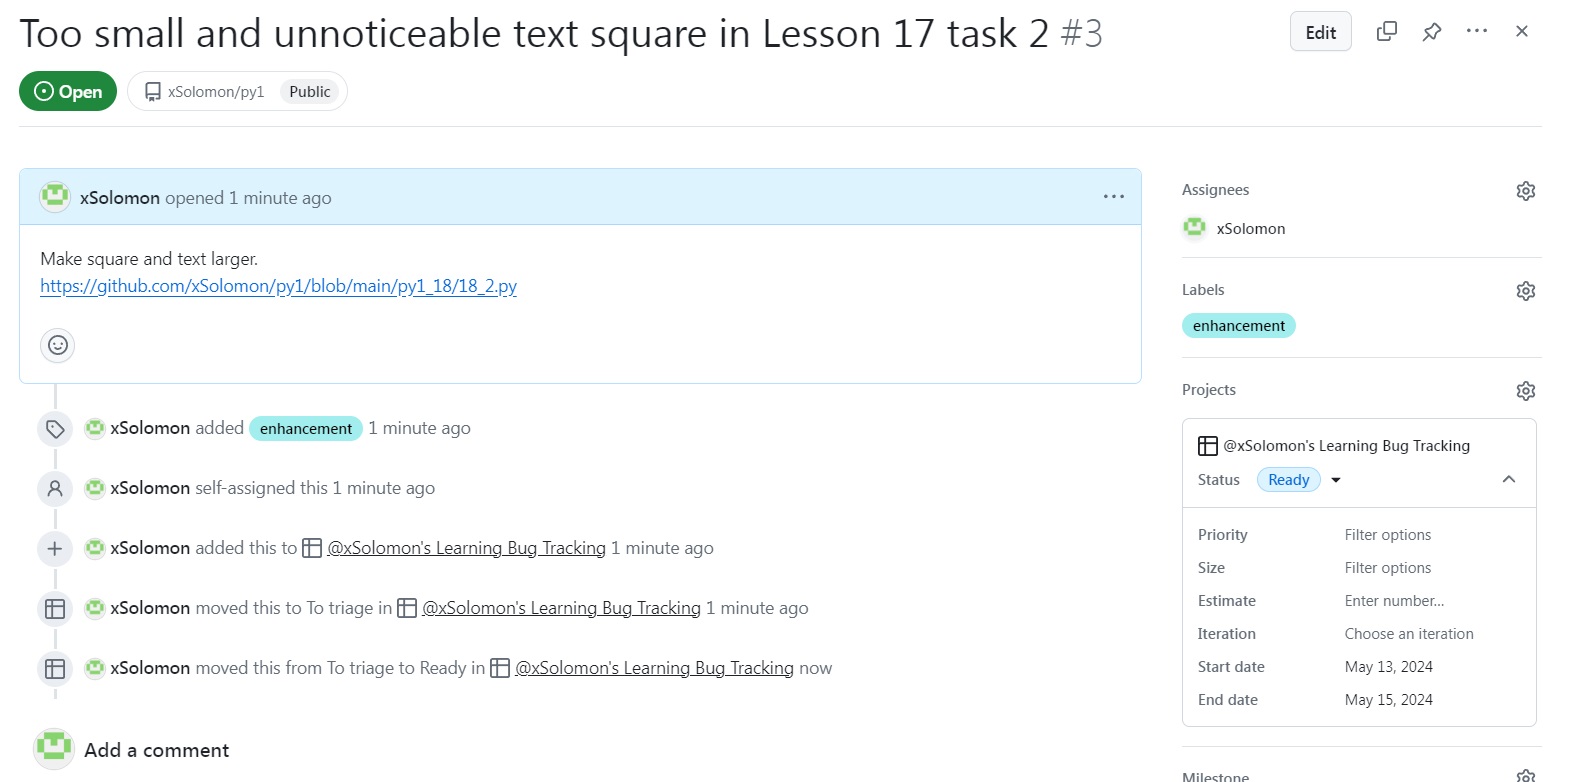 Too small and unnoticeable text square in Lesson 17 task 2 #3
Edit
Open
xSolomon/py1 Public
xSolomon opened 1 minute ago
Make square and text larger.
https://github.com/xSolomon/py1/blob/main/py1_18/18_2.py
xSolomon added enhancement 1 minute ago
xSolomon self-assigned this 1 minute ago
xSolomon added this to @xSolomon's Learning Bug Tracking 1 minute ago
xSolomon moved this to To triage in @xSolomon's Learning Bug Tracking 1 minute ago
xSolomon moved this from To triage to Ready in @xSolomon's Learning Bug Tracking now
Add a comment
Assignees
xSolomon
Labels
enhancement
Projects
@xSolomon's Learning Bug Tracking
Status Ready
Priority Filter options
Size Filter options
Estimate Enter number...
Iteration Choose an iteration
Start date May 13, 2024
End date May 15, 2024
Milestone